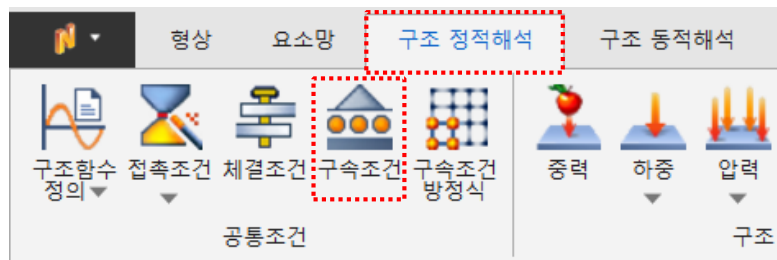 형상 요소망 구조 정적해석 구조 동적해석
구조함수 접촉조건 체결조건 구속조건 구속조건 중력 하중 압력
정의 방정식
공통조건 구조